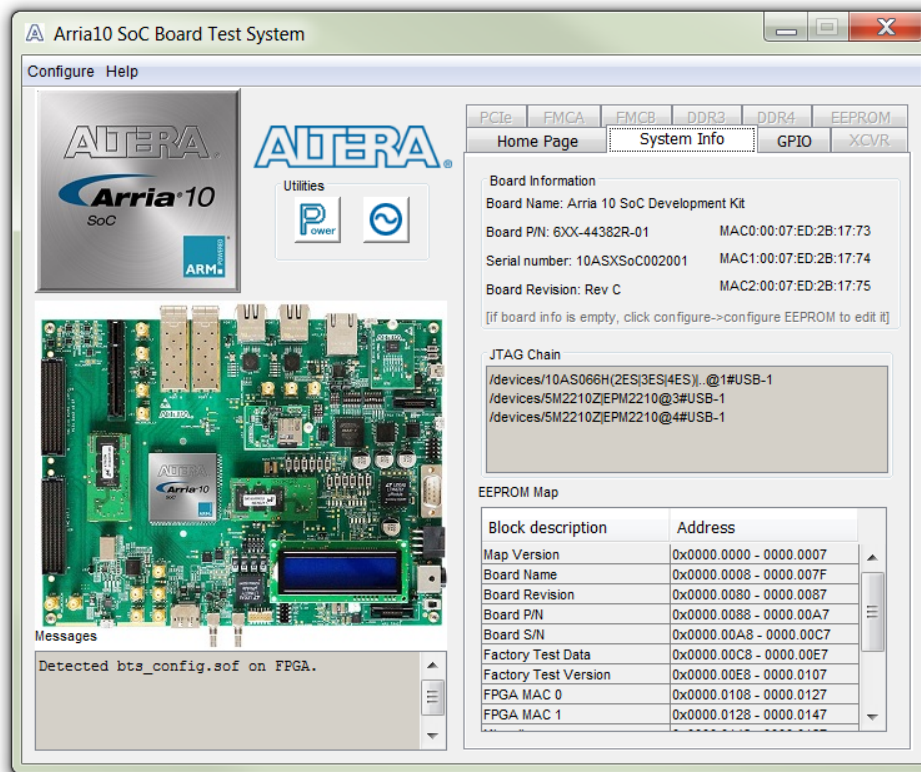 Arria10 SoC Board Test System
Configure Help
ALTERA
Arria 10
SoC
ARM
POWERED
ALTERA
Utilities
Power
PCIe FMCA FMCB DDR3 DDR4 EEPROM
Home Page System Info GPIO XCVR
Board Information
Board Name: Arria 10 SoC Development Kit
Board P/N: 6XX-44382R-01 MAC0:00:07:ED:2B:17:73
Serial number: 10ASXSoC002001 MAC1:00:07:ED:2B:17:74
Board Revision: Rev C MAC2:00:07:ED:2B:17:75
[if board info is empty, click configure->configure EEPROM to edit it]
JTAG Chain
/devices/10AS066H(2ES|3ES|4ES)|..@1#USB-1
/devices/5M2210Z|EPM2210@3#USB-1
/devices/5M2210Z|EPM2210@4#USB-1
ALTERA
ALTERA
ALTERA
Arria 10
SoC
EEPROM Map
Block description Address
Map Version 0x0000.0000 - 0000.0007
Board Name 0x0000.0008 - 0000.007F
Board Revision 0x0000.0080 - 0000.0087
Board P/N 0x0000.0088 - 0000.00A7
Board S/N 0x0000.00A8 - 0000.00C7
Factory Test Data 0x0000.00C8 - 0000.00E7
Factory Test Version 0x0000.00E8 - 0000.0107
FPGA MAC 0 0x0000.0108 - 0000.0127
FPGA MAC 1 0x0000.0128 - 0000.0147
Messages
Detected bts_config.sof on FPGA.